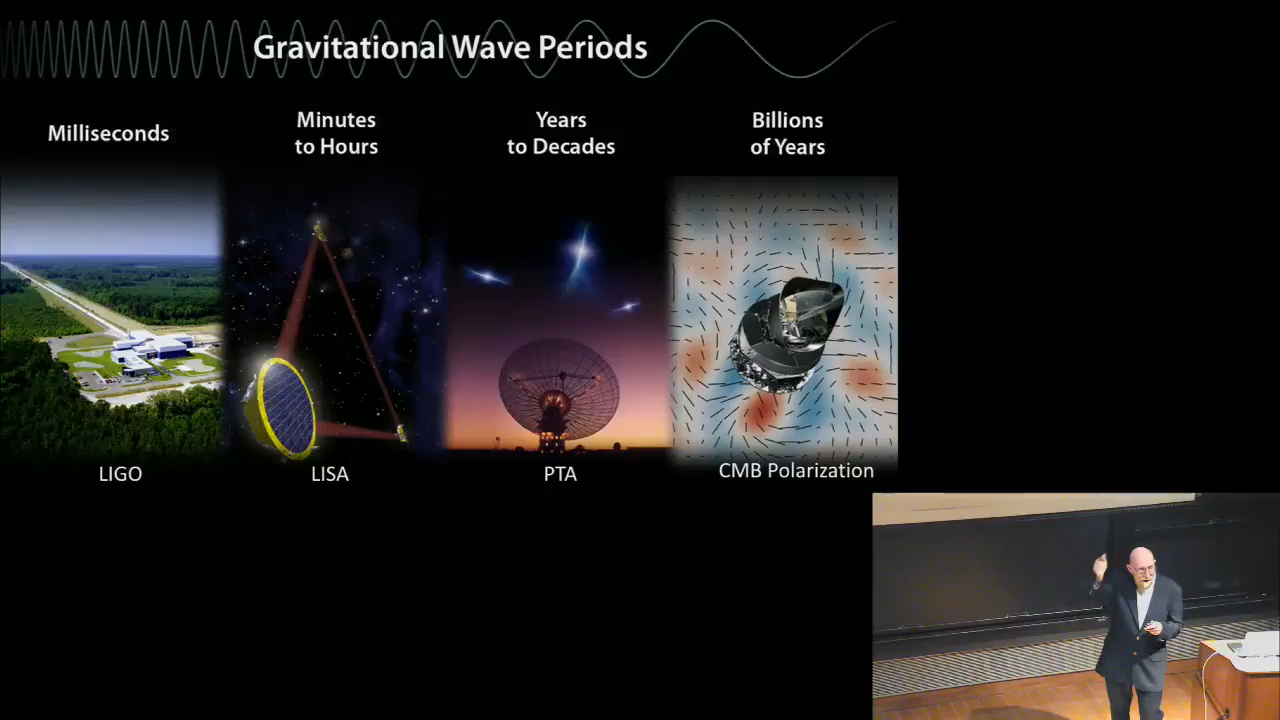 Gravitational Wave Periods
Milliseconds
Minutes
to Hours
Years
to Decades
Billions
of Years
LIGO
LISA
PTA
CMB Polarization